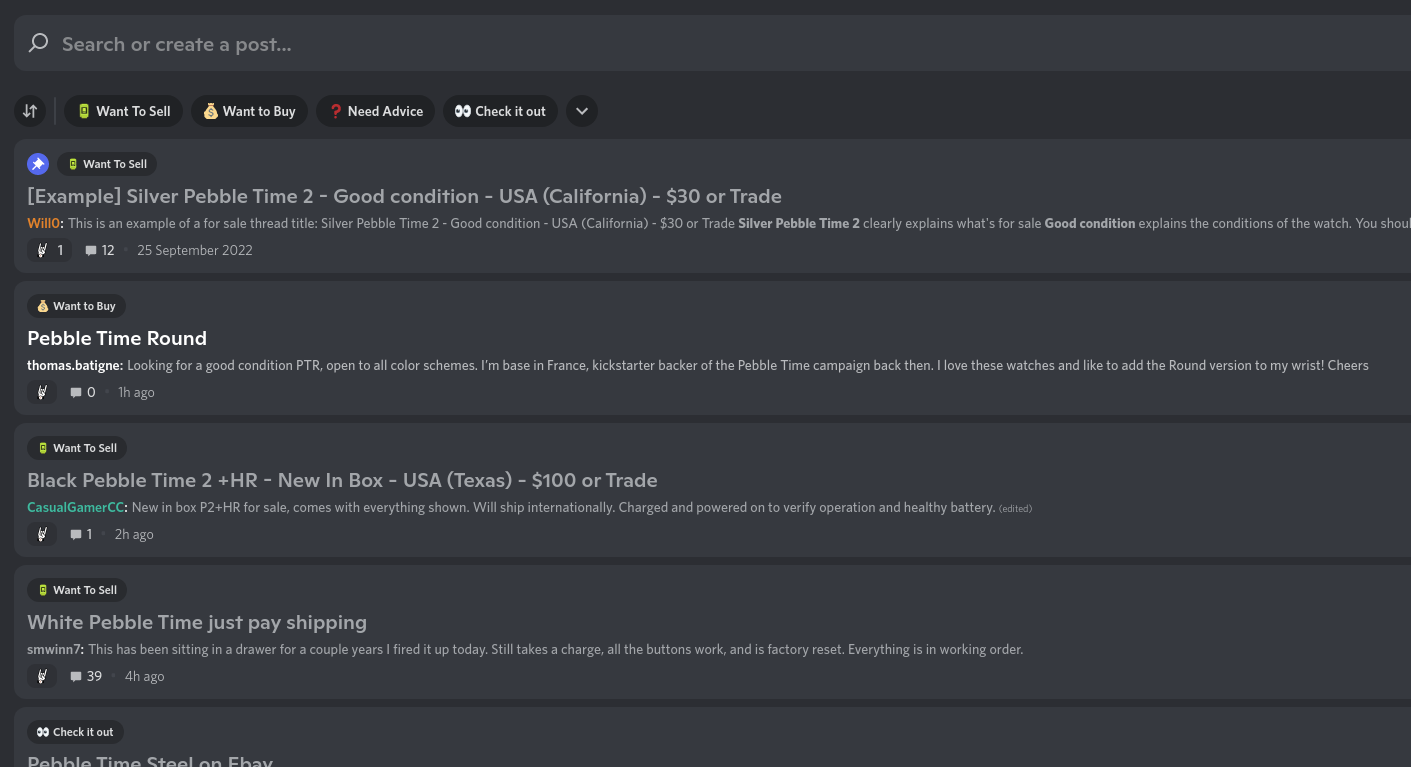 Search or create a post...
Want To Sell Want to Buy Need Advice Check it out
Want To Sell
[Example] Silver Pebble Time 2 - Good condition - USA (California) - $30 or Trade
Will0: This is an example of a for sale thread title: Silver Pebble Time 2 - Good condition - USA (California) - $30 or Trade Silver Pebble Time 2 clearly explains what's for sale Good condition explains the conditions of the watch. You shoul
1 12 • 25 September 2022
Want to Buy
Pebble Time Round
thomas.batigne: Looking for a good condition PTR, open to all color schemes. I’m base in France, kickstarter backer of the Pebble Time campaign back then. I love these watches and like to add the Round version to my wrist! Cheers
0 • 1h ago
Want To Sell
Black Pebble Time 2 +HR - New In Box - USA (Texas) - $100 or Trade
CasualGamerCC: New in box P2+HR for sale, comes with everything shown. Will ship internationally. Charged and powered on to verify operation and healthy battery. (edited)
1 • 2h ago
Want To Sell
White Pebble Time just pay shipping
smwinn7: This has been sitting in a drawer for a couple years I fired it up today. Still takes a charge, all the buttons work, and is factory reset. Everything is in working order.
39 • 4h ago
Check it out
Pebble Time Steel on Ebay